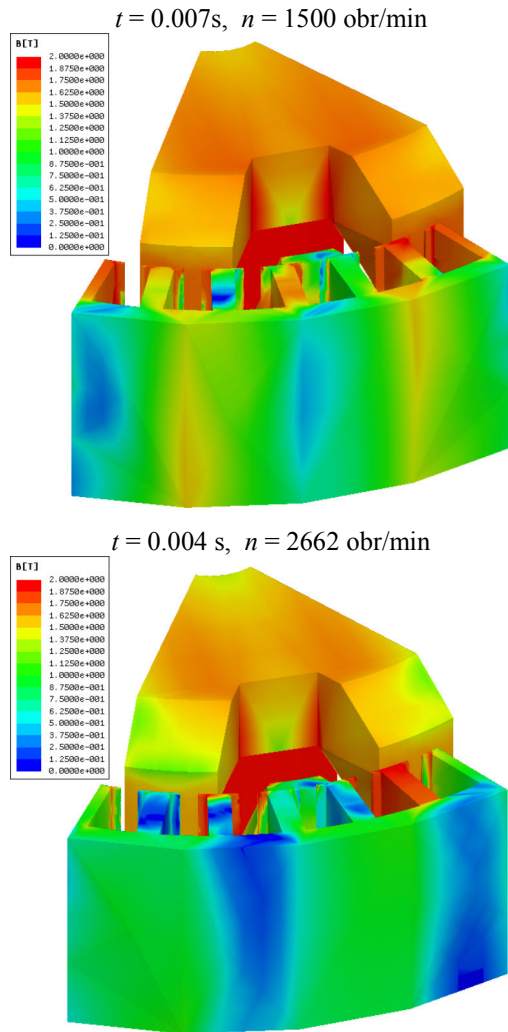 t = 0.007s, n = 1500 obr/min
B[T]
2.0000e+000
1.8750e+000
1.7500e+000
1.6250e+000
1.5000e+000
1.3750e+000
1.2500e+000
1.1250e+000
1.0000e+000
8.7500e-001
7.5000e-001
6.2500e-001
5.0000e-001
3.7500e-001
2.5000e-001
1.2500e-001
0.0000e+000
t = 0.004 s, n = 2662 obr/min
B[T]
2.0000e+000
1.8750e+000
1.7500e+000
1.6250e+000
1.5000e+000
1.3750e+000
1.2500e+000
1.1250e+000
1.0000e+000
8.7500e-001
7.5000e-001
6.2500e-001
5.0000e-001
3.7500e-001
2.5000e-001
1.2500e-001
0.0000e+000